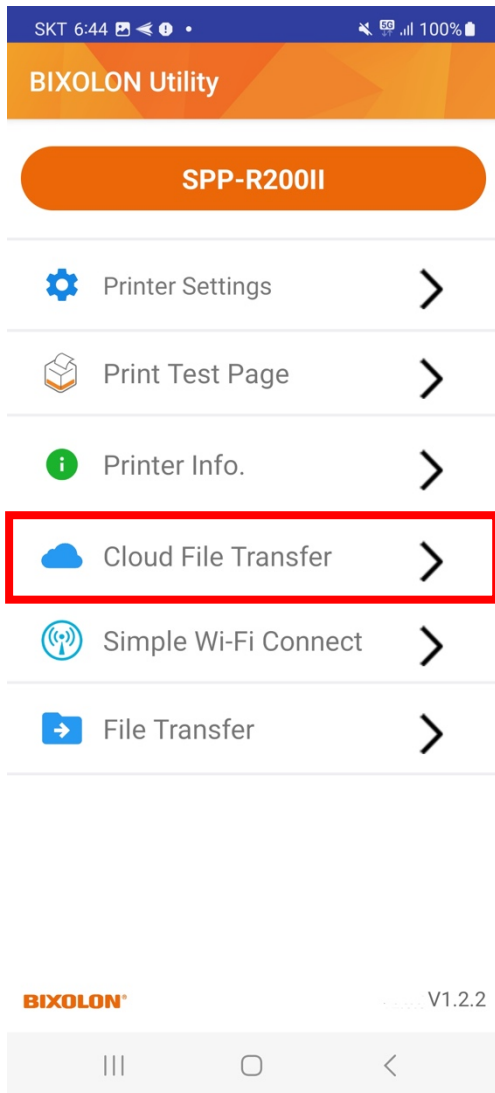 SKT 6:44 100%
BIXOLON Utility
SPP-R200II
Printer Settings
Print Test Page
Printer Info.
Cloud File Transfer
Simple Wi-Fi Connect
File Transfer
BIXOLON® V1.2.2